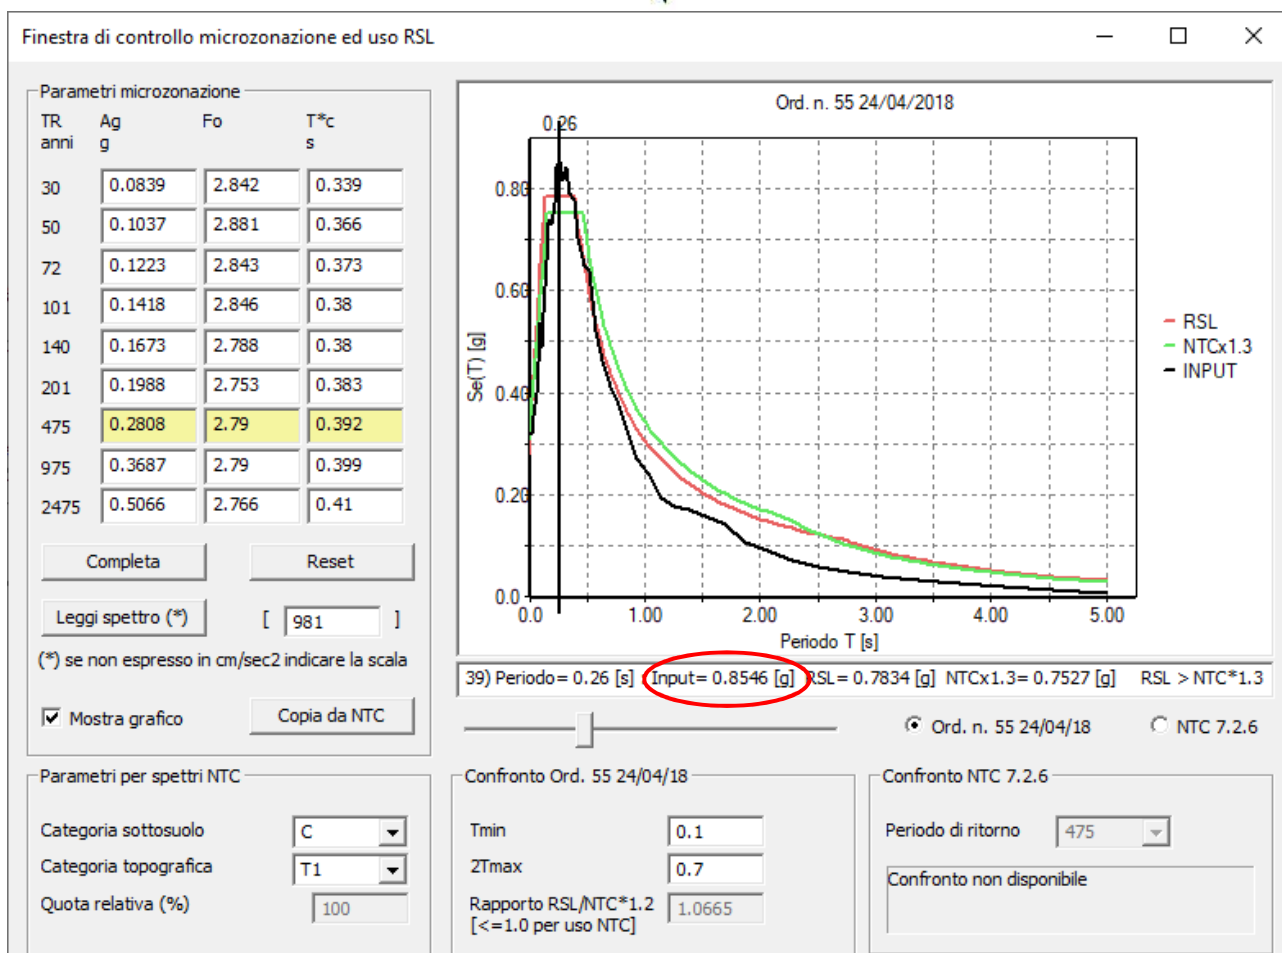 Finestra di controllo microzonazione ed uso RSL
Parametri microzonazione
TR Ag Fo T*c
anni g s
30 0.0839 2.842 0.339
50 0.1037 2.881 0.366
72 0.1223 2.843 0.373
101 0.1418 2.846 0.38
140 0.1673 2.788 0.38
201 0.1988 2.753 0.383
475 0.2808 2.79 0.392
975 0.3687 2.79 0.399
2475 0.5066 2.766 0.41
Completa Reset
Leggi spettro (*) [ 981 ]
(*) se non espresso in cm/sec2 indicare la scala
Mostra grafico Copia da NTC
Ord. n. 55 24/04/2018
0.26
0.80
0.60
0.40
0.20
0.0
Se(T) [g]
0.0 1.00 2.00 3.00 4.00 5.00
Periodo T [s]
RSL
NTCx1.3
INPUT
39) Periodo= 0.26 [s] Input= 0.8546 [g] RSL= 0.7834 [g] NTCx1.3= 0.7527 [g] RSL > NTC*1.3
Ord. n. 55 24/04/18 NTC 7.2.6
Parametri per spettri NTC
Categoria sottosuolo C
Categoria topografica T1
Quota relativa (%) 100
Confronto Ord. 55 24/04/18
Tmin 0.1
2Tmax 0.7
Rapporto RSL/NTC*1.2 1.0665
[<=1.0 per uso NTC]
Confronto NTC 7.2.6
Periodo di ritorno 475
Confronto non disponibile